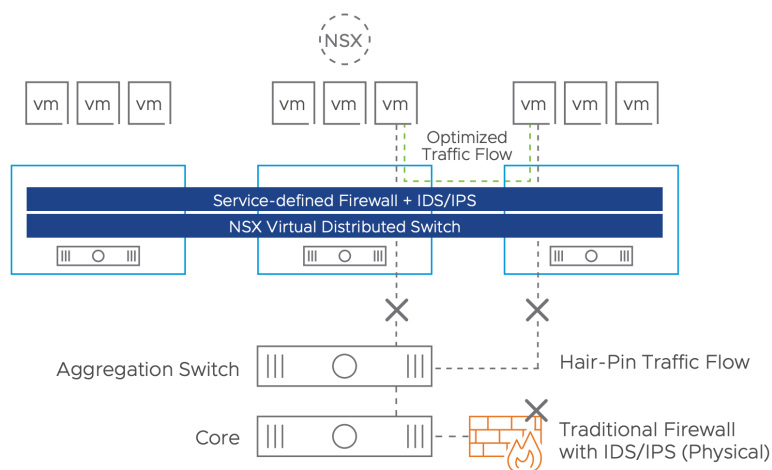 NSX
vm vm vm vm vm vm vm vm vm
Optimized
Traffic Flow
Service-defined Firewall + IDS/IPS
NSX Virtual Distributed Switch
Aggregation Switch
Hair-Pin Traffic Flow
Core
Traditional Firewall
with IDS/IPS (Physical)